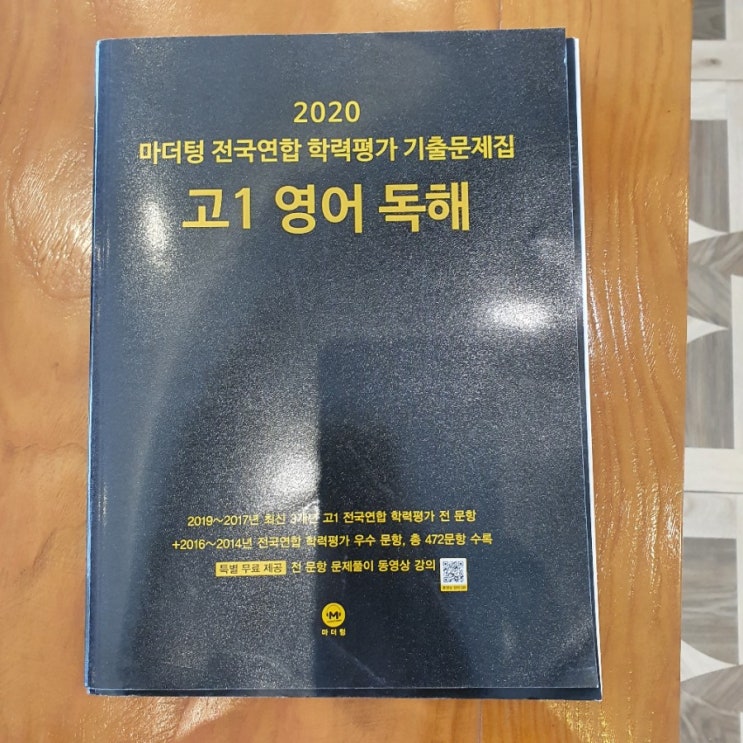 2020
마더텅 전국연합 학력평가 기출문제집
고1 영어 독해
2019~2017년 최신 3개년 고1 전국연합 학력평가 전 문항
+2016~2014년 전국연합 학력평가 우수 문항, 총 472문항 수록
특별 무료 제공 전 문항 문제풀이 동영상 강의
M
마더텅